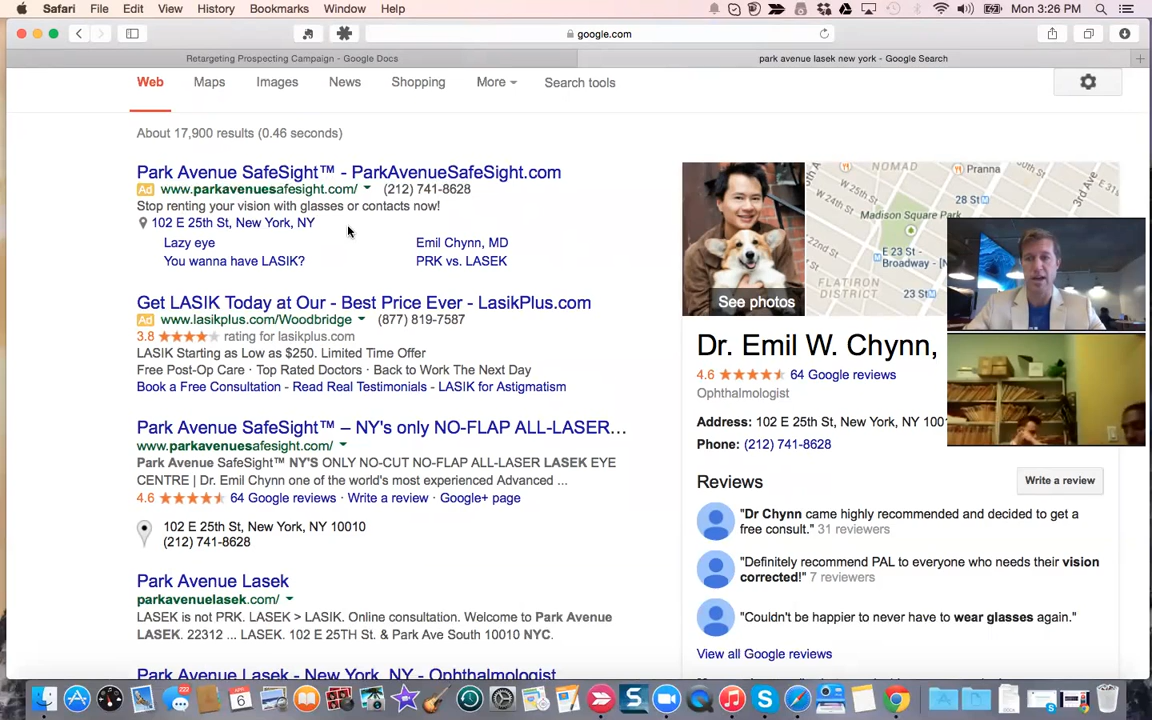 Safari File Edit View History Bookmarks Window Help
Mon 3:26 PM
google.com
Retargeting Prospecting Campaign - Google Docs
park avenue lasek new york - Google Search
Web Maps Images News Shopping More Search tools
About 17,900 results (0.46 seconds)
Park Avenue SafeSight™ - ParkAvenueSafeSight.com
Ad www.parkavenuesafesight.com/ (212) 741-8628
Stop renting your vision with glasses or contacts now!
102 E 25th St, New York, NY
Lazy eye Emil Chynn, MD
You wanna have LASIK? PRK vs. LASEK
Get LASIK Today at Our - Best Price Ever - LasikPlus.com
Ad www.lasikplus.com/Woodbridge (877) 819-7587
3.8 rating for lasikplus.com
LASIK Starting as Low as $250. Limited Time Offer
Free Post-Op Care · Top Rated Doctors · Back to Work The Next Day
Book a Free Consultation - Read Real Testimonials - LASIK for Astigmatism
Park Avenue SafeSight™ – NY's only NO-FLAP ALL-LASER…
www.parkavenuesafesight.com/
Park Avenue SafeSight™ NY'S ONLY NO-CUT NO-FLAP ALL-LASER LASEK EYE
CENTRE | Dr. Emil Chynn one of the world's most experienced Advanced ...
4.6 64 Google reviews · Write a review · Google+ page
102 E 25th St, New York, NY 10010
(212) 741-8628
Park Avenue Lasek
parkavenuelasek.com/
LASEK is not PRK. LASEK > LASIK. Online consultation. Welcome to Park Avenue
LASEK. 22312 ... LASEK. 102 E 25TH St. & Park Ave South 10010 NYC.
Park Avenue Lasek - New York, NY - Ophthalmologist
See photos
NOMAD
Pranna
28 St
W 24th St
W 25th St
Madison Square Park
E 31st
3rd Ave
W 22nd St
E 23 St -
Broadway -
FLATIRON
DISTRICT
23 St
Dr. Emil W. Chynn,
4.6 64 Google reviews
Ophthalmologist
Address: 102 E 25th St, New York, NY 1001
Phone: (212) 741-8628
Reviews
Write a review
"Dr Chynn came highly recommended and decided to get a
free consult." 31 reviewers
"Definitely recommend PAL to everyone who needs their vision
corrected!" 7 reviewers
"Couldn't be happier to never have to wear glasses again."
View all Google reviews
222
6